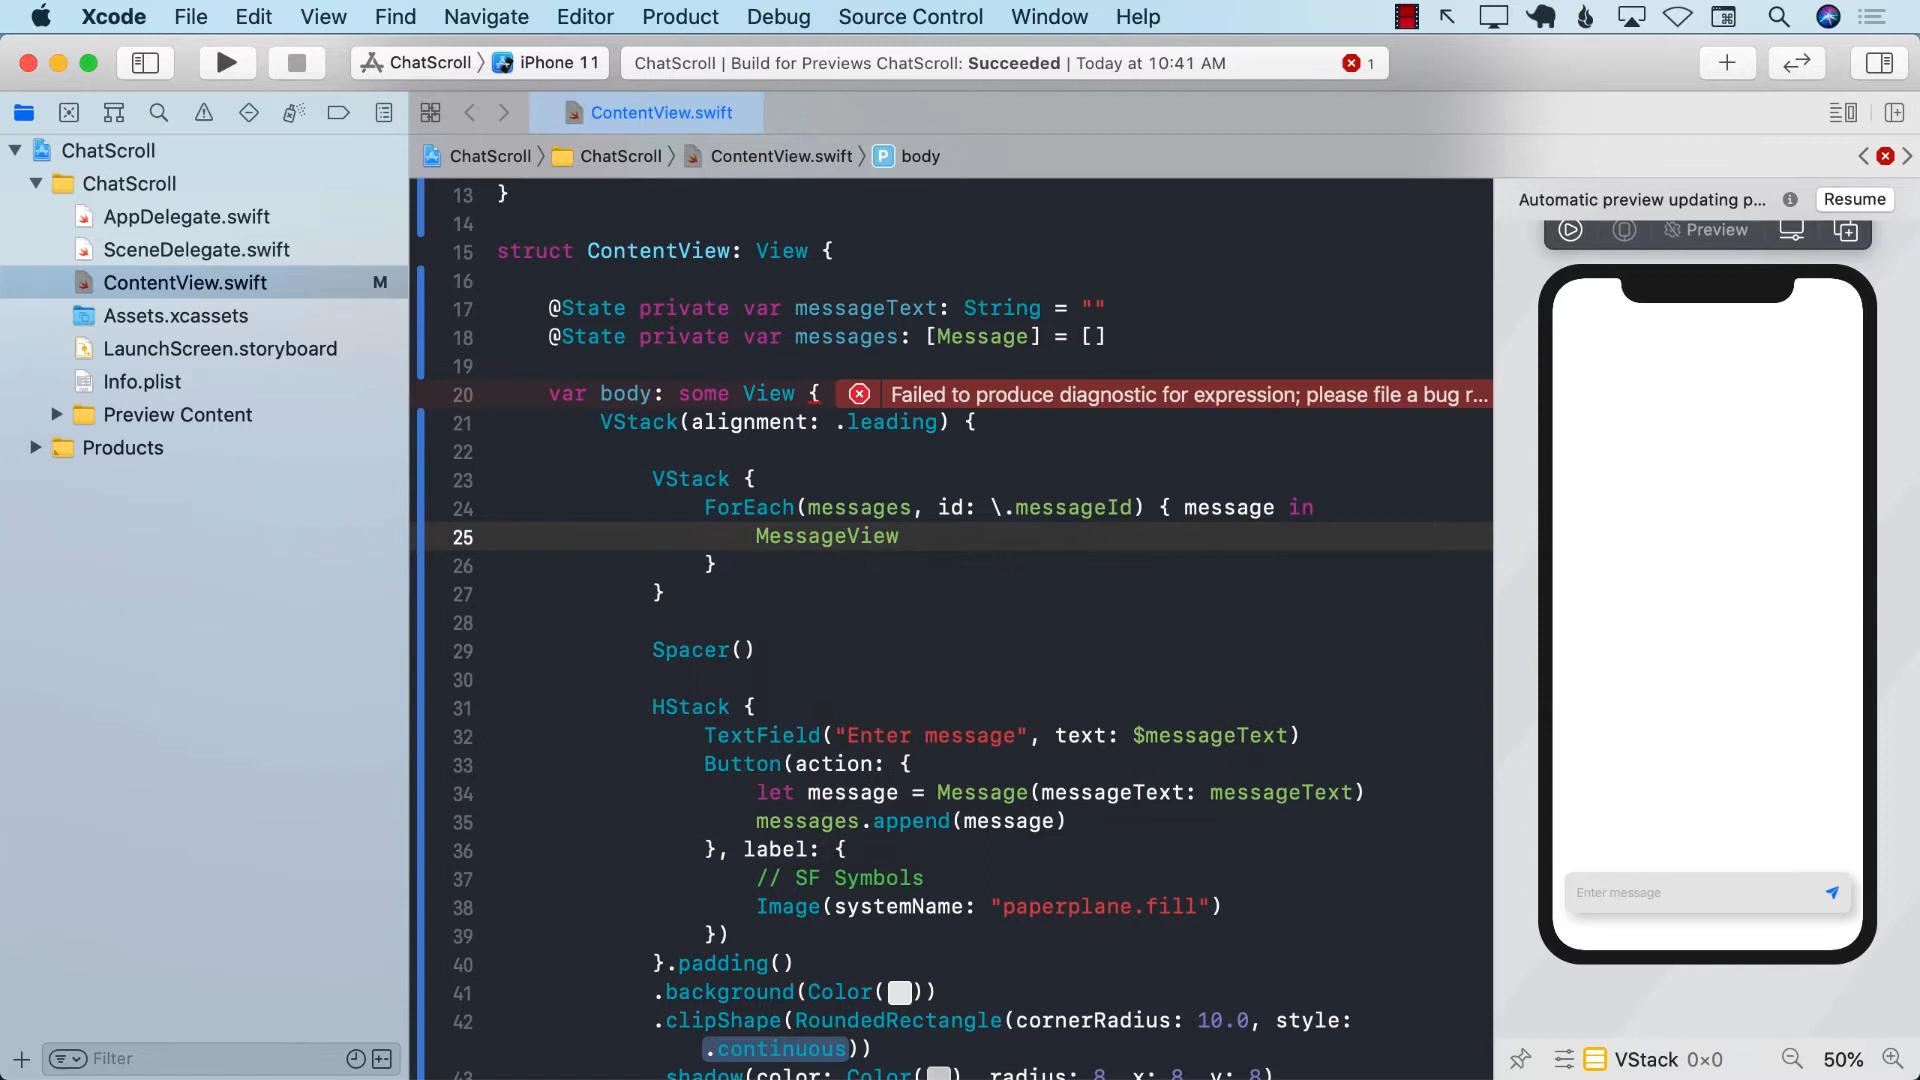 Xcode File Edit View Find Navigate Editor Product Debug Source Control Window Help
ChatScroll iPhone 11 ChatScroll | Build for Previews ChatScroll: Succeeded | Today at 10:41 AM 1
ContentView.swift
ChatScroll ChatScroll ContentView.swift P body
ChatScroll
ChatScroll
AppDelegate.swift
SceneDelegate.swift
ContentView.swift M
Assets.xcassets
LaunchScreen.storyboard
Info.plist
Preview Content
Products
Filter
13 }
14
15 struct ContentView: View {
16
17 @State private var messageText: String = ""
18 @State private var messages: [Message] = []
19
20 var body: some View { Failed to produce diagnostic for expression; please file a bug r...
21 VStack(alignment: .leading) {
22
23 VStack {
24 ForEach(messages, id: \.messageId) { message in
25 MessageView
26 }
27 }
28
29 Spacer()
30
31 HStack {
32 TextField("Enter message", text: $messageText)
33 Button(action: {
34 let message = Message(messageText: messageText)
35 messages.append(message)
36 }, label: {
37 // SF Symbols
38 Image(systemName: "paperplane.fill")
39 })
40 }.padding()
41 .background(Color( ))
42 .clipShape(RoundedRectangle(cornerRadius: 10.0, style:
.continuous))
43 .shadow(color: Color( ), radius: 8, x: 8, y: 8)
Automatic preview updating p... Resume
Preview
Enter message
VStack 0×0 50%